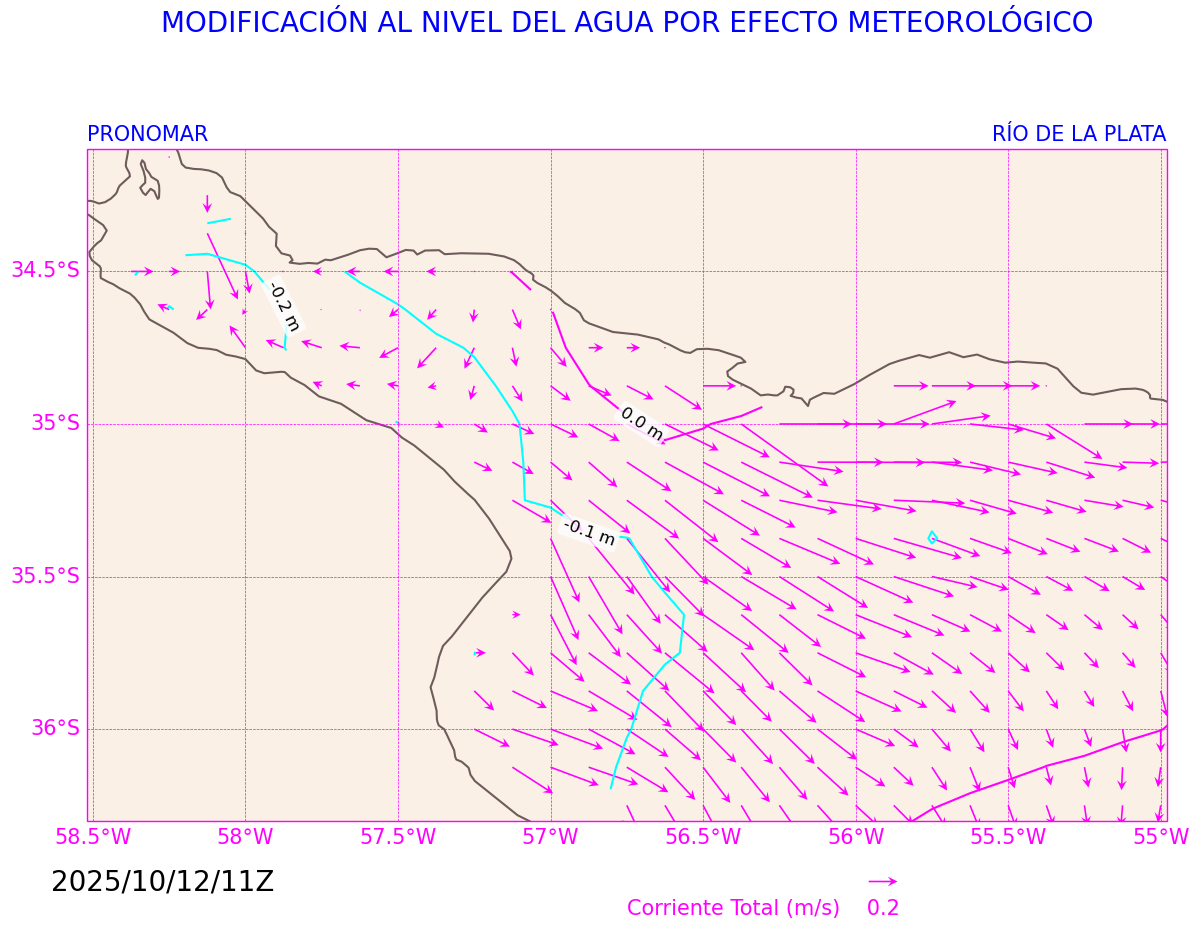 MODIFICACIÓN AL NIVEL DEL AGUA POR EFECTO METEOROLÓGICO
PRONOMAR
RÍO DE LA PLATA
34.5°S
-0.2 m
35°S
0.0 m
-0.1 m
35.5°S
36°S
58.5°W 58°W 57.5°W 57°W 56.5°W 56°W 55.5°W 55°W
2025/10/12/11Z
Corriente Total (m/s) 0.2